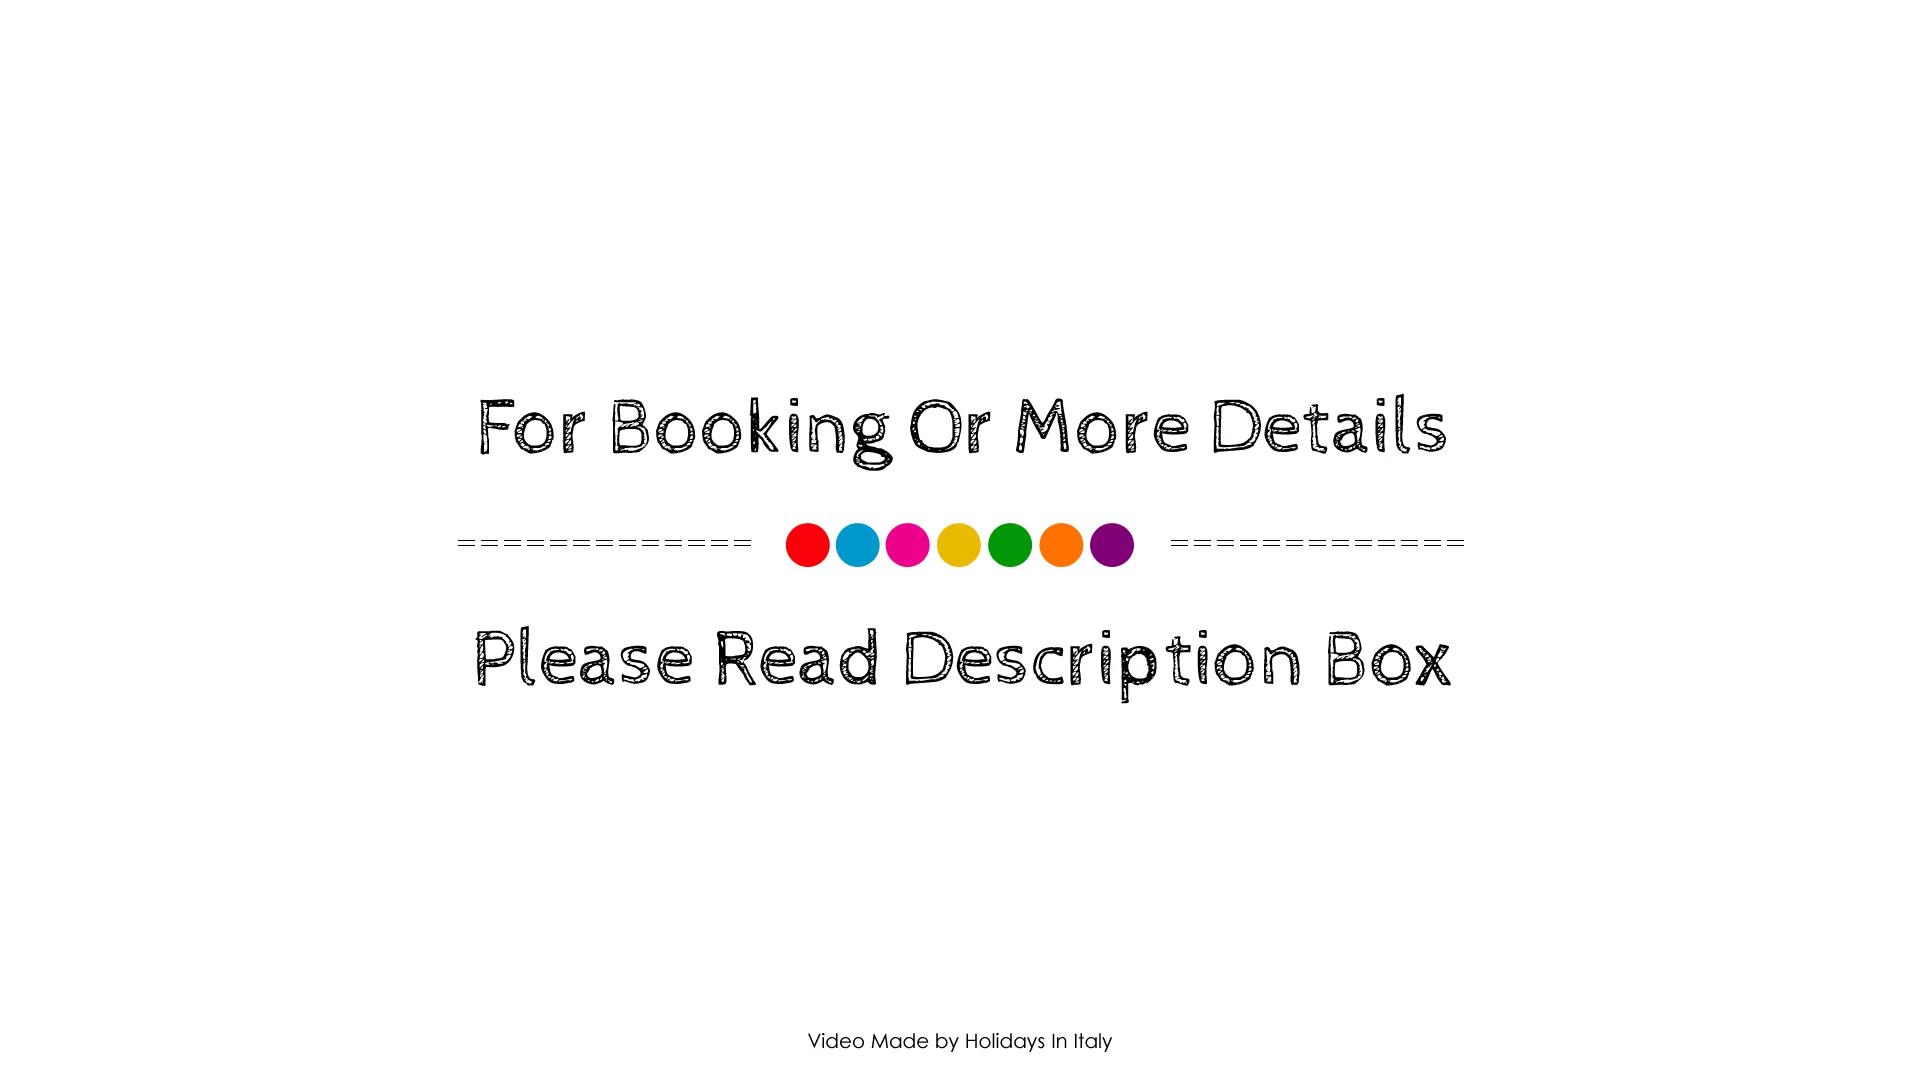 For Booking Or More Details
============= =============
Please Read Description Box
Video Made by Holidays In Italy